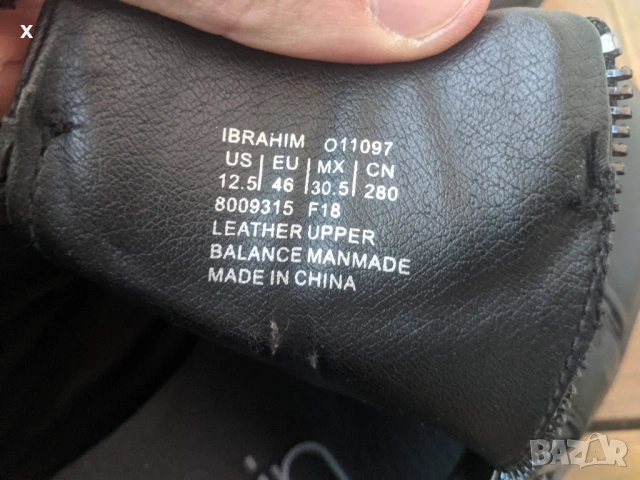 x
IBRAHIM O11097
US EU MX CN
12.5 46 30.5 280
8009315 F18
LEATHER UPPER
BALANCE MANMADE
MADE IN CHINA
BAZAR